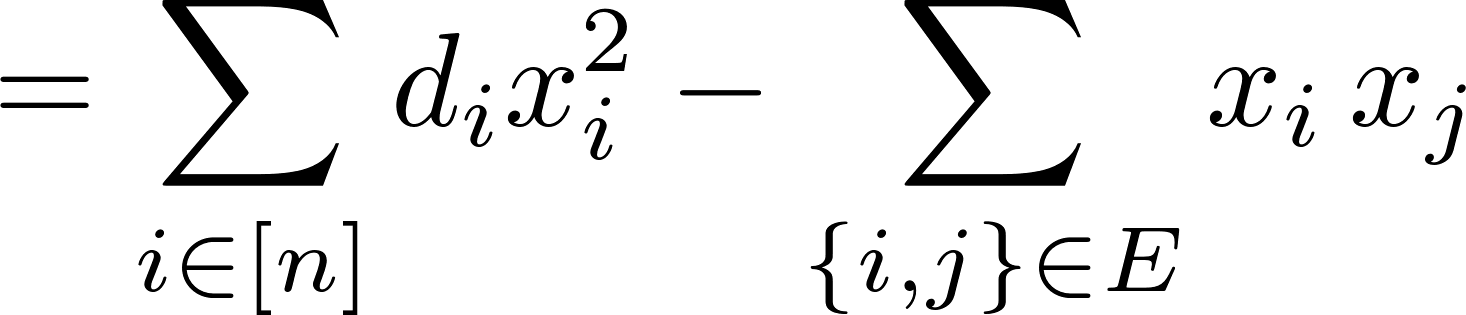 = \sum_{i \in [n]} d_i x_i^2 - \sum_{\{i,j\} \in E} x_i \, x_j